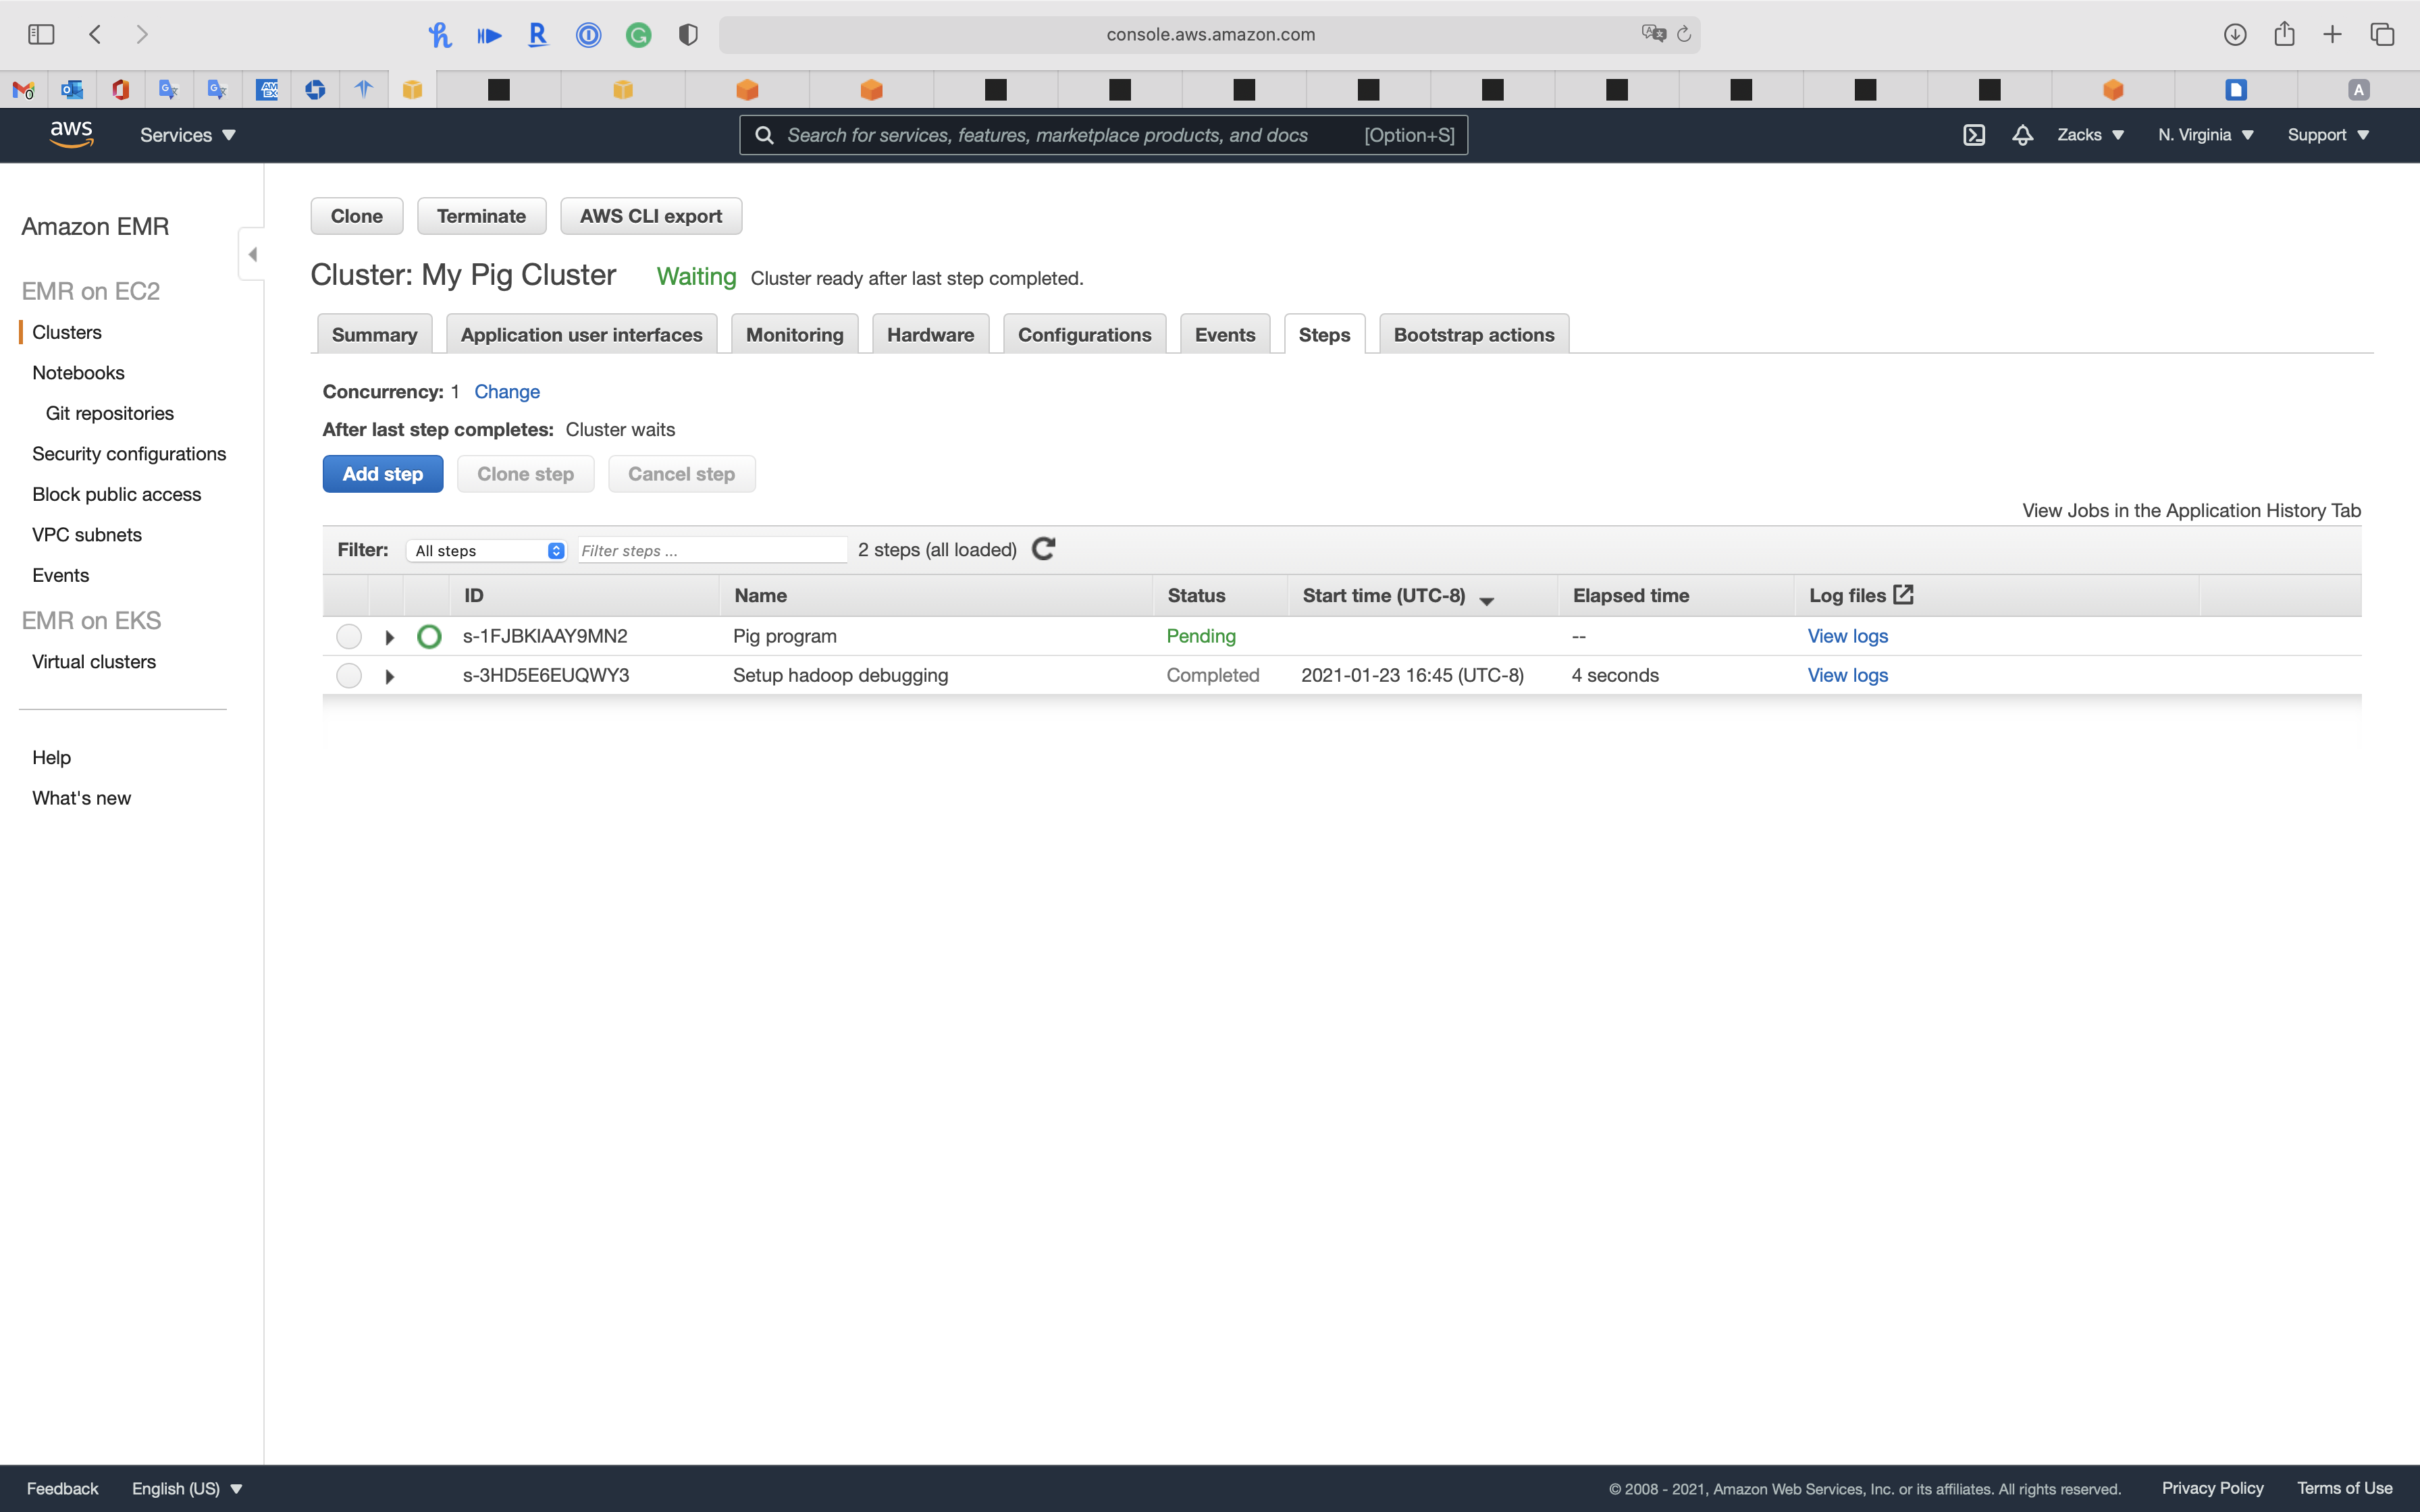 console.aws.amazon.com
aws Services Search for services, features, marketplace products, and docs [Option+S] Zacks N. Virginia Support
Amazon EMR
EMR on EC2
Clusters
Notebooks
Git repositories
Security configurations
Block public access
VPC subnets
Events
EMR on EKS
Virtual clusters
Help
What's new
Clone Terminate AWS CLI export
Cluster: My Pig Cluster Waiting Cluster ready after last step completed.
Summary Application user interfaces Monitoring Hardware Configurations Events Steps Bootstrap actions
Concurrency: 1 Change
After last step completes: Cluster waits
Add step Clone step Cancel step
View Jobs in the Application History Tab
Filter: All steps Filter steps ... 2 steps (all loaded)
ID Name Status Start time (UTC-8) Elapsed time Log files
s-1FJBKIAAY9MN2 Pig program Pending -- View logs
s-3HD5E6EUQWY3 Setup hadoop debugging Completed 2021-01-23 16:45 (UTC-8) 4 seconds View logs
Feedback English (US) © 2008 - 2021, Amazon Web Services, Inc. or its affiliates. All rights reserved. Privacy Policy Terms of Use